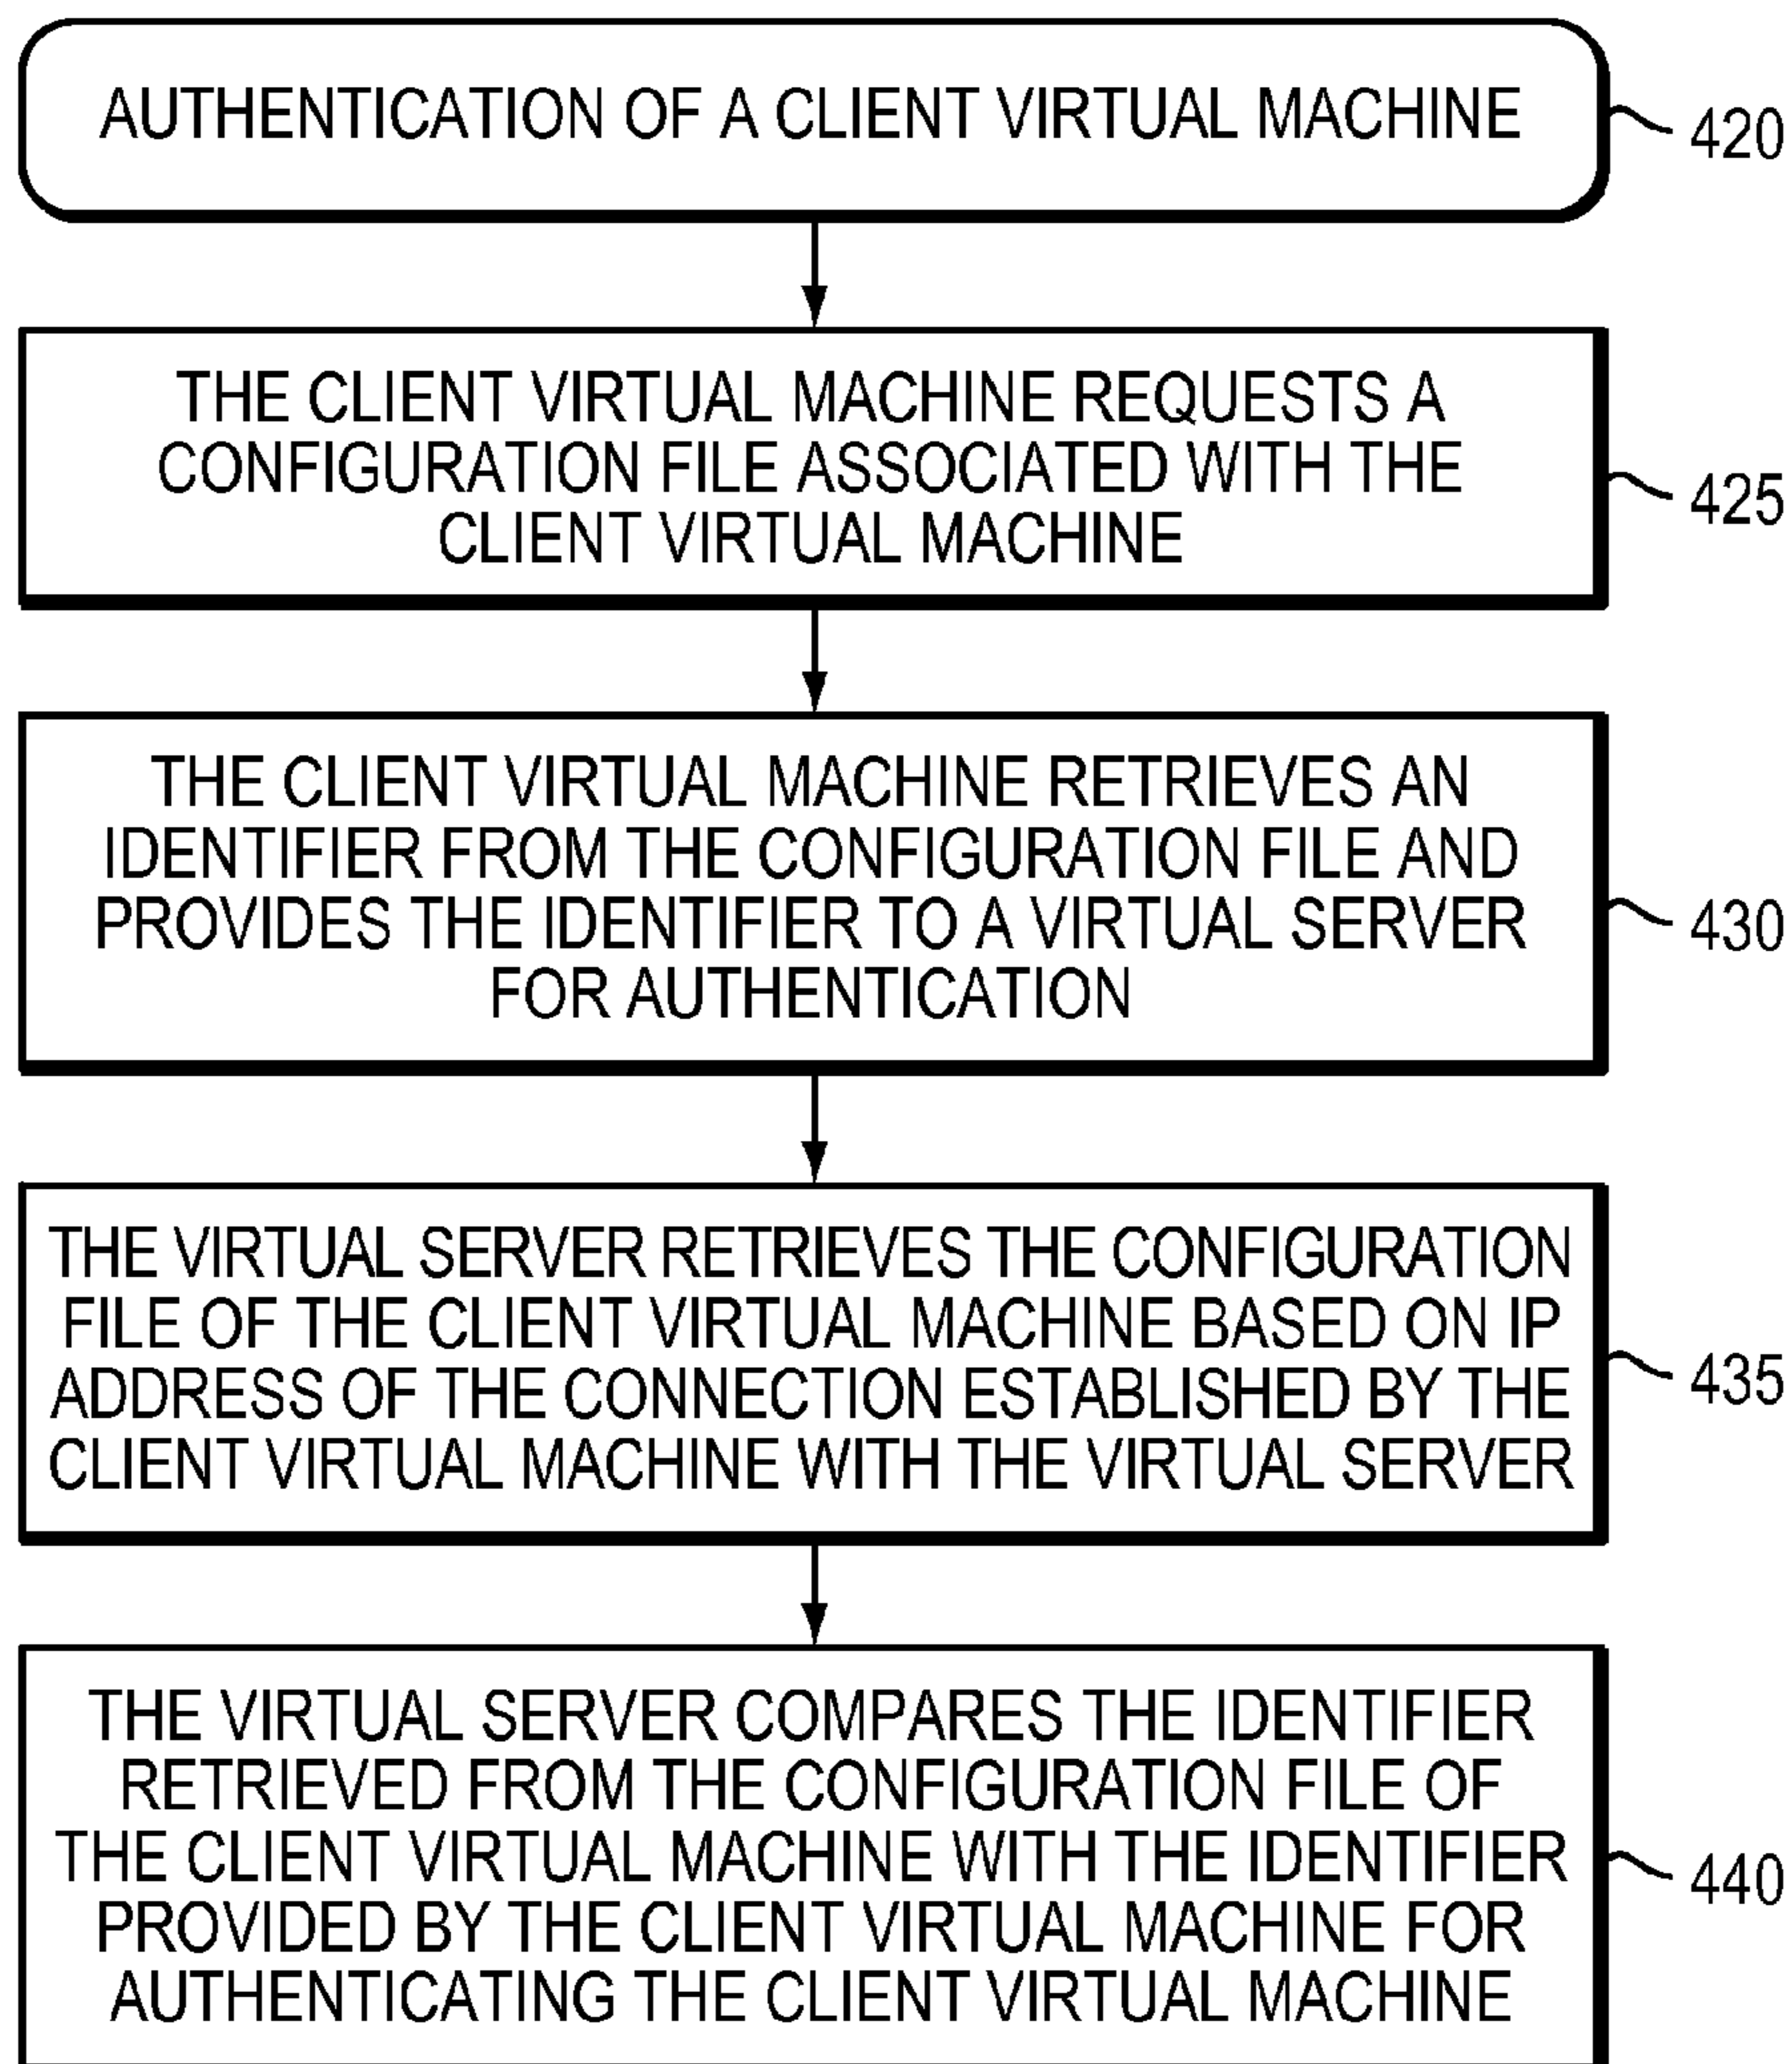 AUTHENTICATION OF A CLIENT VIRTUAL MACHINE
420
THE CLIENT VIRTUAL MACHINE REQUESTS A
CONFIGURATION FILE ASSOCIATED WITH THE
CLIENT VIRTUAL MACHINE
425
THE CLIENT VIRTUAL MACHINE RETRIEVES AN
IDENTIFIER FROM THE CONFIGURATION FILE AND
PROVIDES THE IDENTIFIER TO A VIRTUAL SERVER
FOR AUTHENTICATION
430
THE VIRTUAL SERVER RETRIEVES THE CONFIGURATION
FILE OF THE CLIENT VIRTUAL MACHINE BASED ON IP
ADDRESS OF THE CONNECTION ESTABLISHED BY THE
CLIENT VIRTUAL MACHINE WITH THE VIRTUAL SERVER
435
THE VIRTUAL SERVER COMPARES THE IDENTIFIER
RETRIEVED FROM THE CONFIGURATION FILE OF
THE CLIENT VIRTUAL MACHINE WITH THE IDENTIFIER
PROVIDED BY THE CLIENT VIRTUAL MACHINE FOR
AUTHENTICATING THE CLIENT VIRTUAL MACHINE
440